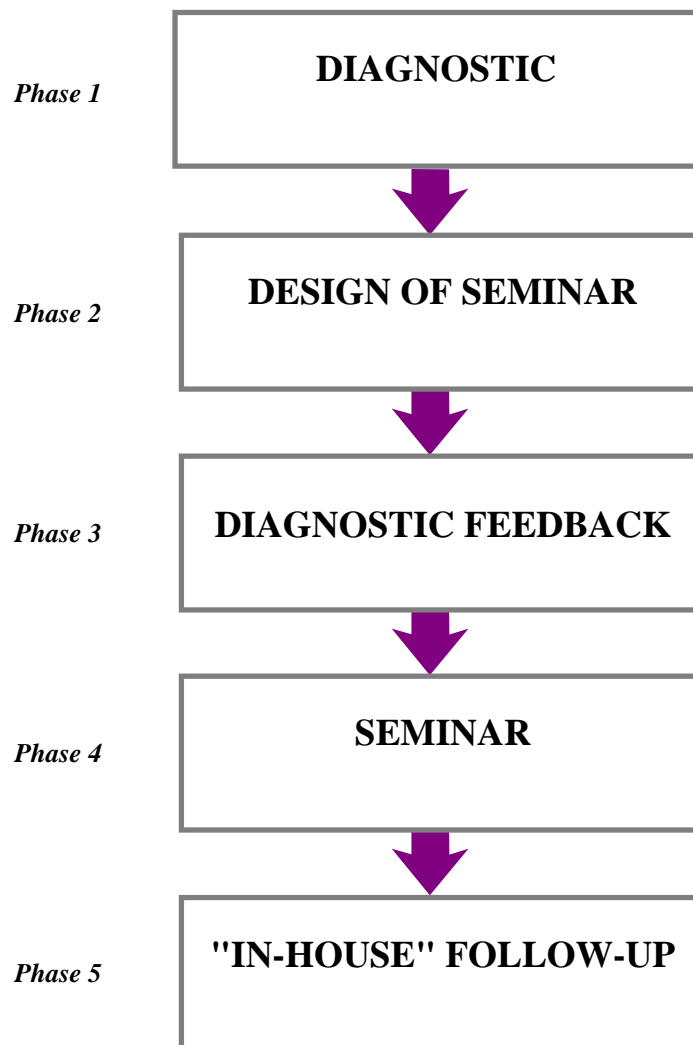 Phase 1
DIAGNOSTIC
Phase 2
DESIGN OF SEMINAR
Phase 3
DIAGNOSTIC FEEDBACK
Phase 4
SEMINAR
Phase 5
"IN-HOUSE" FOLLOW-UP